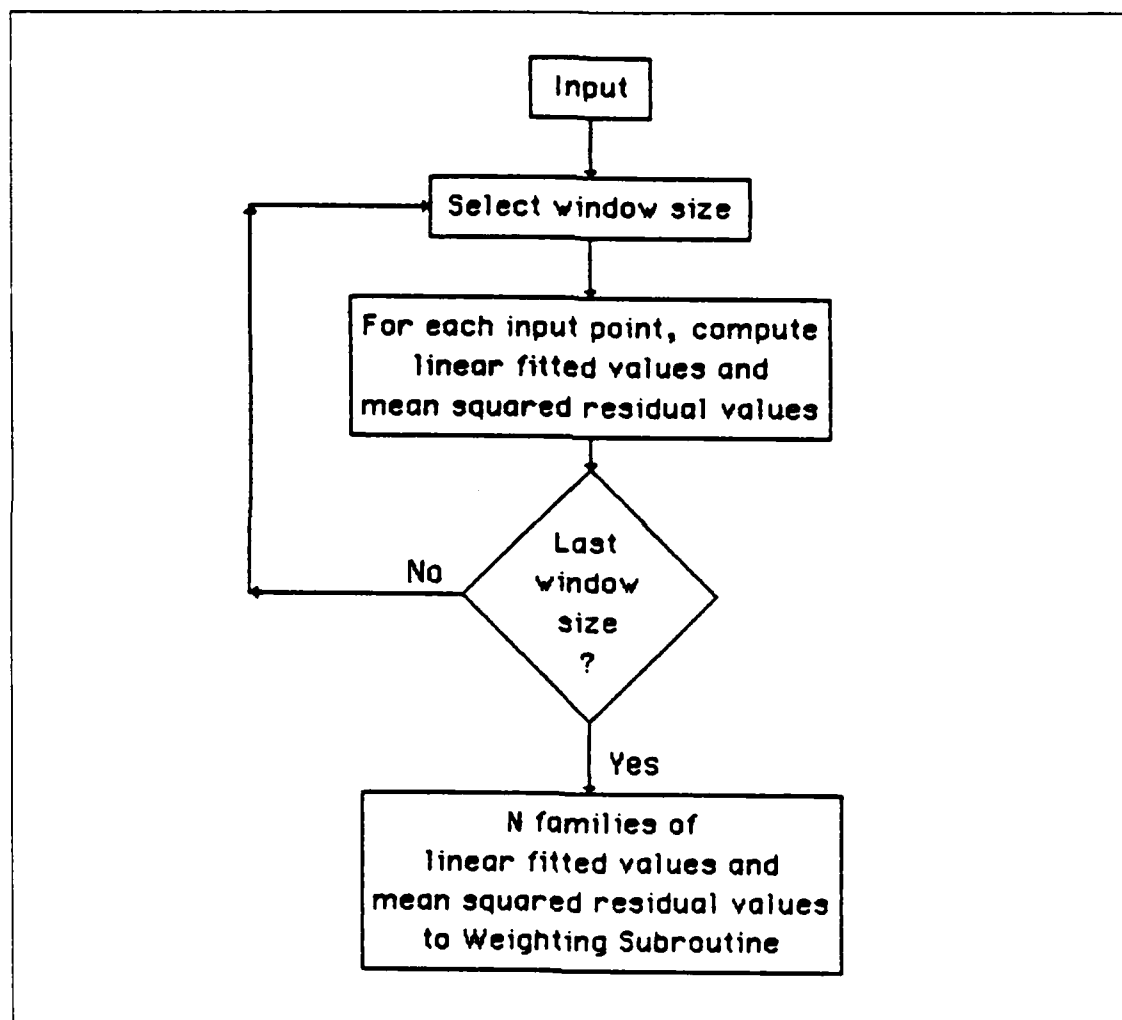 Input
Select window size
For each input point, compute
linear fitted values and
mean squared residual values
Last
window
size
?
No
Yes
N families of
linear fitted values and
mean squared residual values
to Weighting Subroutine